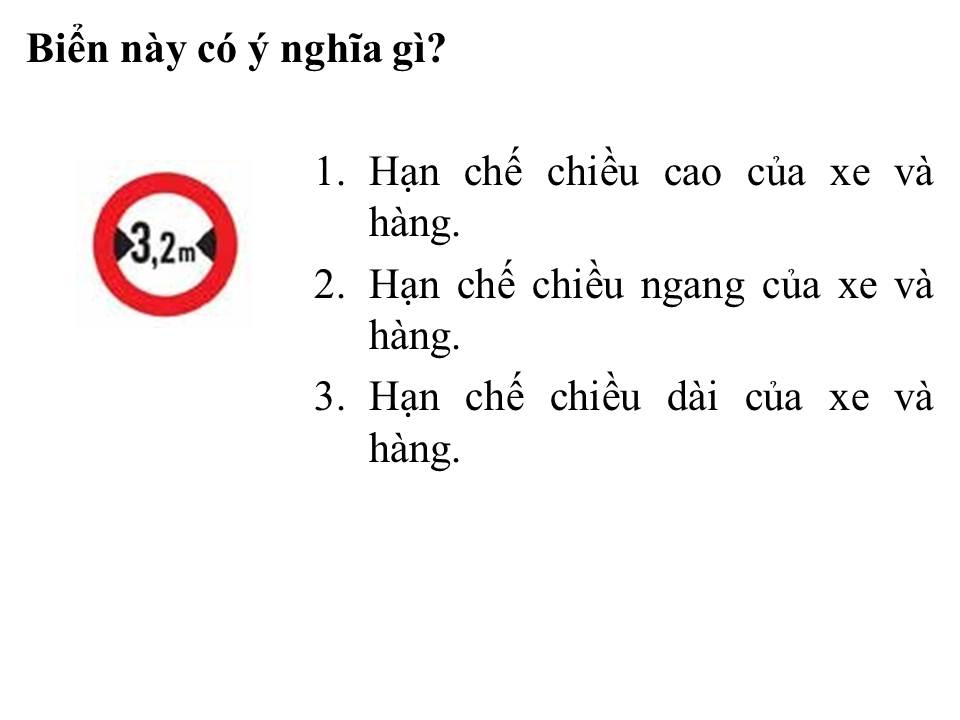 Biển này có ý nghĩa gì?
1. Hạn chế chiều cao của xe và
hàng.
3,2m
2. Hạn chế chiều ngang của xe và
hàng.
3. Hạn chế chiều dài của xe và
hàng.